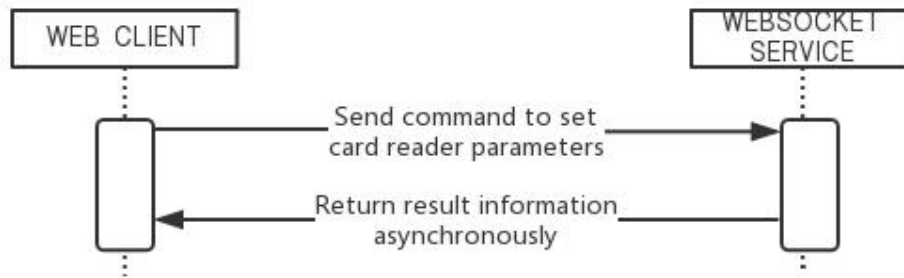 WEB CLIENT
WEBSOCKET
SERVICE
Send command to set
card reader parameters
Return result information
asynchronously